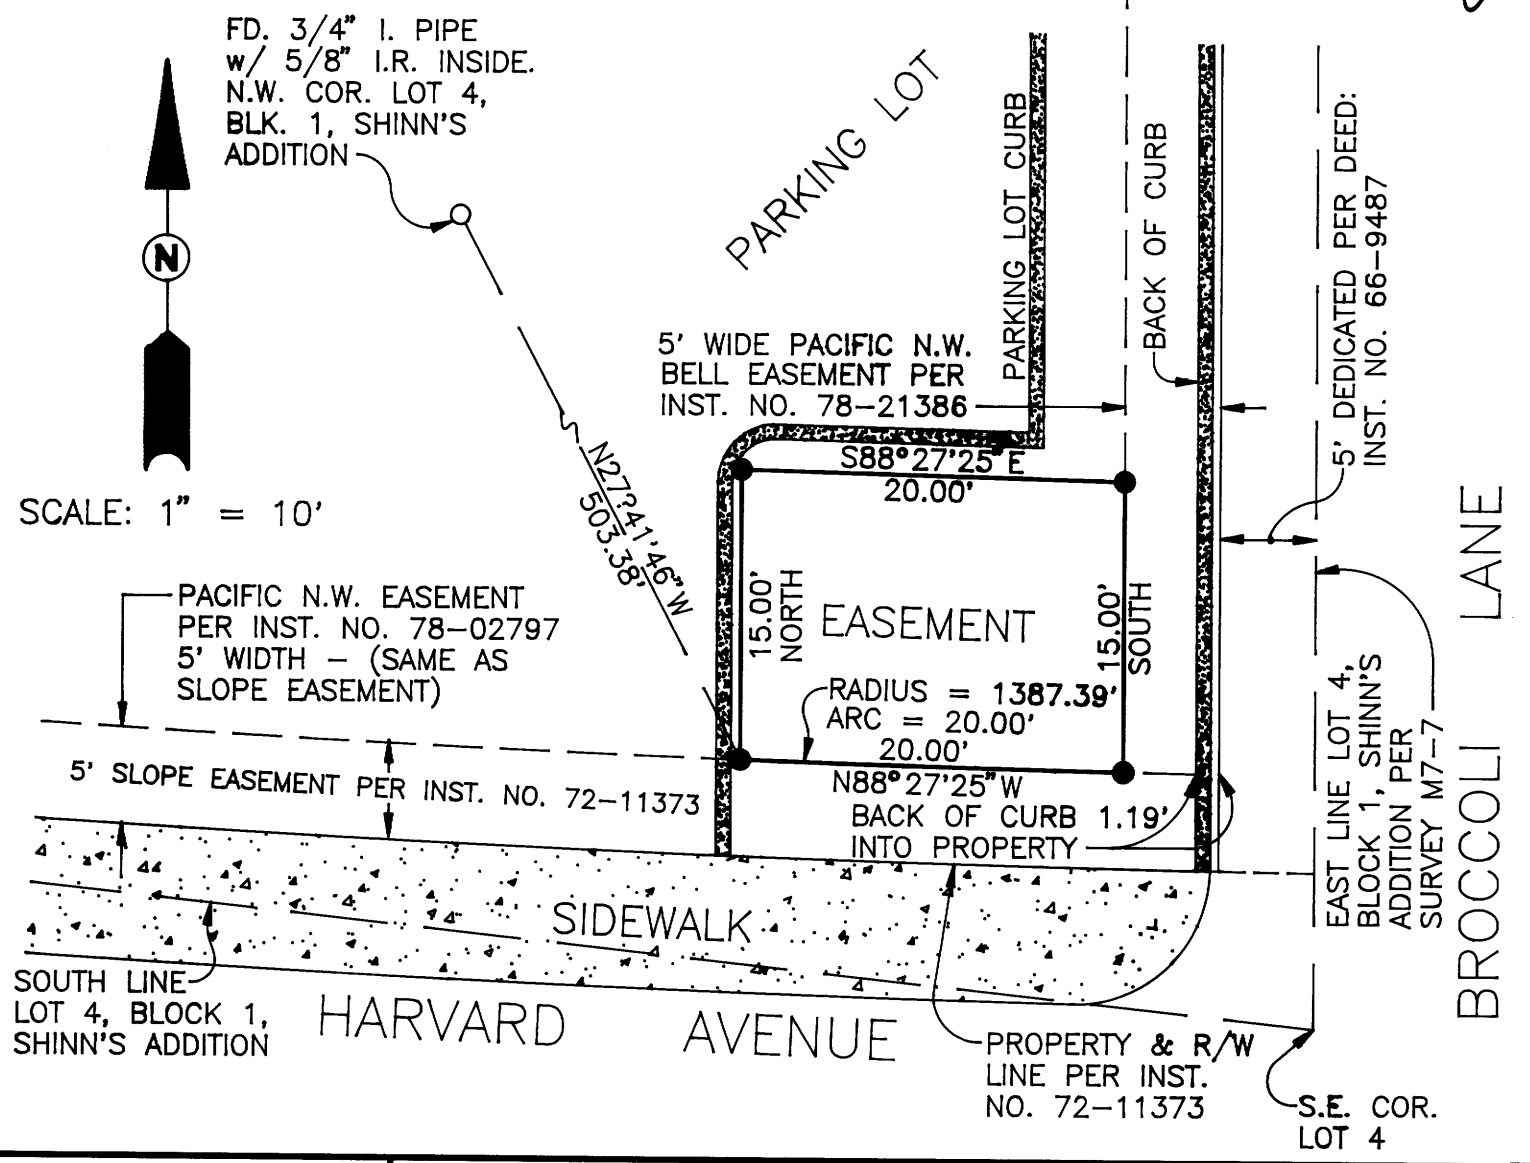 FD. 3/4" I. PIPE
w/ 5/8" I.R. INSIDE.
N.W. COR. LOT 4,
BLK. 1, SHINN'S
ADDITION
N
SCALE: 1" = 10'
PARKING LOT
PARKING LOT CURB
BACK OF CURB
5' DEDICATED PER DEED:
INST. NO. 66-9487
5' WIDE PACIFIC N.W.
BELL EASEMENT PER
INST. NO. 78-21386
S88°27'25"E
20.00'
N27?41'46"W
503.38'
15.00'
NORTH
EASEMENT
15.00'
SOUTH
PACIFIC N.W. EASEMENT
PER INST. NO. 78-02797
5' WIDTH - (SAME AS
SLOPE EASEMENT)
RADIUS = 1387.39'
ARC = 20.00'
20.00'
N88°27'25"W
BACK OF CURB 1.19'
INTO PROPERTY
5' SLOPE EASEMENT PER INST. NO. 72-11373
EAST LINE LOT 4,
BLOCK 1, SHINN'S
ADDITION PER
SURVEY M7-7
BROCCOLI LANE
SIDEWALK
SOUTH LINE
LOT 4, BLOCK 1,
SHINN'S ADDITION
HARVARD AVENUE
PROPERTY & R/W
LINE PER INST.
NO. 72-11373
S.E. COR.
LOT 4